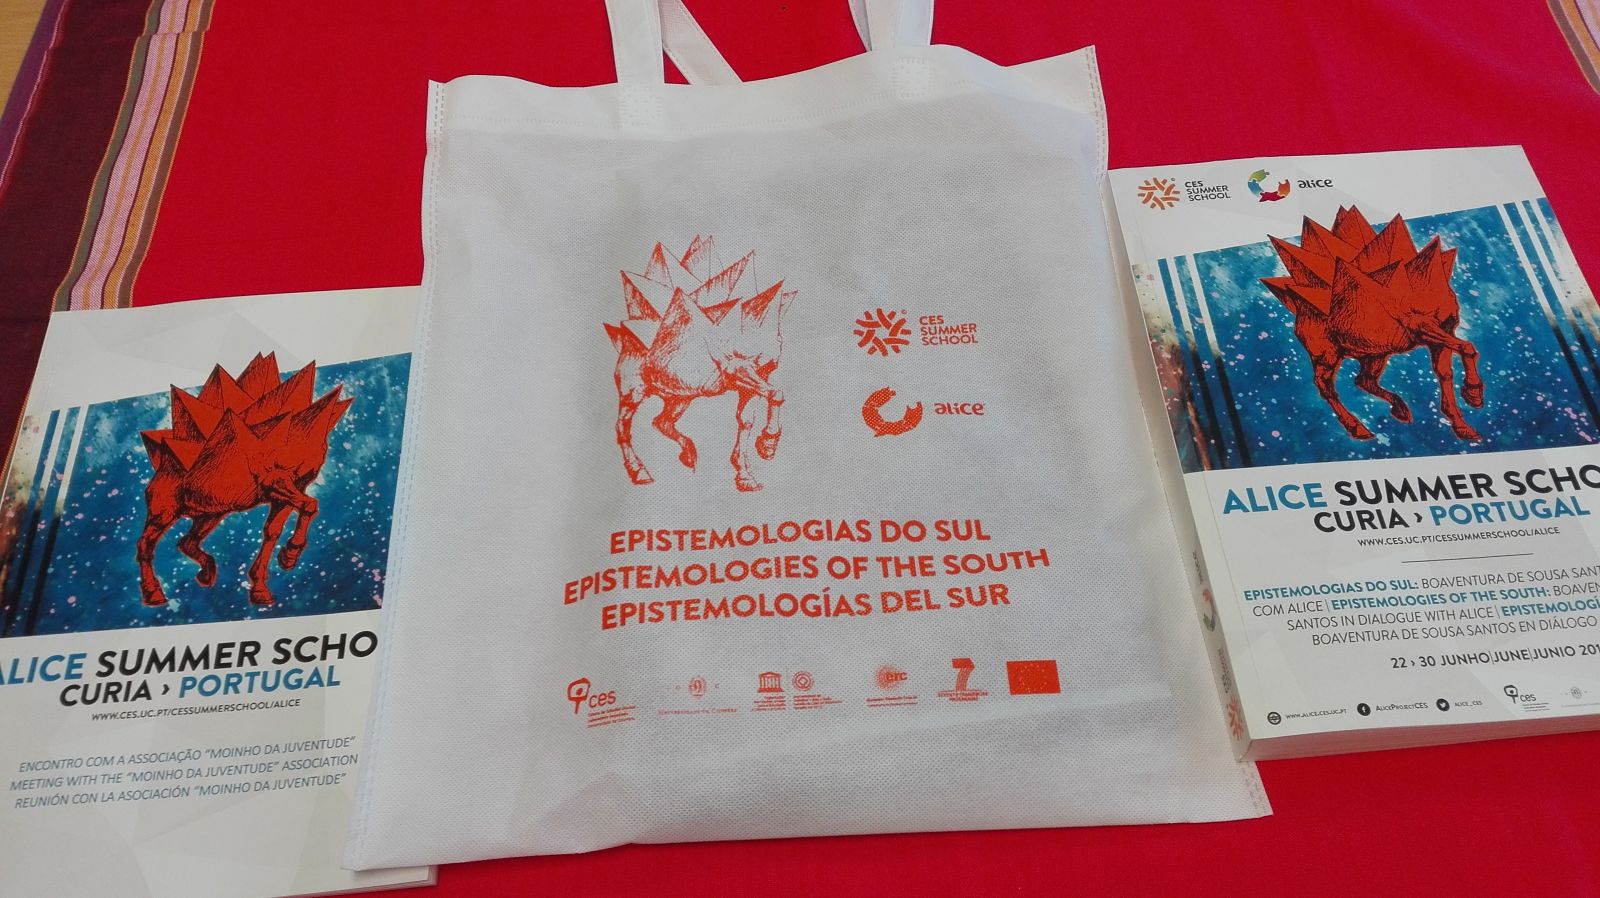 ALICE SUMMER SCHO
CURIA › PORTUGAL
WWW.CES.UC.PT/CESSUMMERSCHOOL/ALICE
ENCONTRO COM A ASSOCIAÇÃO "MOINHO DA JUVENTUDE"
MEETING WITH THE "MOINHO DA JUVENTUDE" ASSOCIATION
REUNIÓN CON LA ASOCIACIÓN "MOINHO DA JUVENTUDE"
CES
SUMMER
SCHOOL
alice
EPISTEMOLOGIAS DO SUL
EPISTEMOLOGIES OF THE SOUTH
EPISTEMOLOGÍAS DEL SUR
ces
erc
7
CES
SUMMER
SCHOOL
alice
ALICE SUMMER SCHO
CURIA › PORTUGAL
WWW.CES.UC.PT/CESSUMMERSCHOOL/ALICE
EPISTEMOLOGIAS DO SUL: BOAVENTURA DE SOUSA SANT
COM ALICE | EPISTEMOLOGIES OF THE SOUTH: BOAVEN
SANTOS IN DIALOGUE WITH ALICE | EPISTEMOLOGÍ
BOAVENTURA DE SOUSA SANTOS EN DIÁLOGO
22 › 30 JUNHO|JUNE|JUNIO 201
WWW.ALICE.CES.UC.PT AliceProjectCES ALICE_CES ces